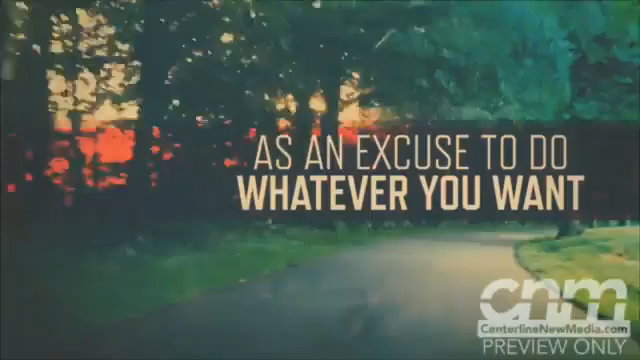 AS AN EXCUSE TO DO
WHATEVER YOU WANT
cnm
CenterlineNewMedia.com
PREVIEW ONLY